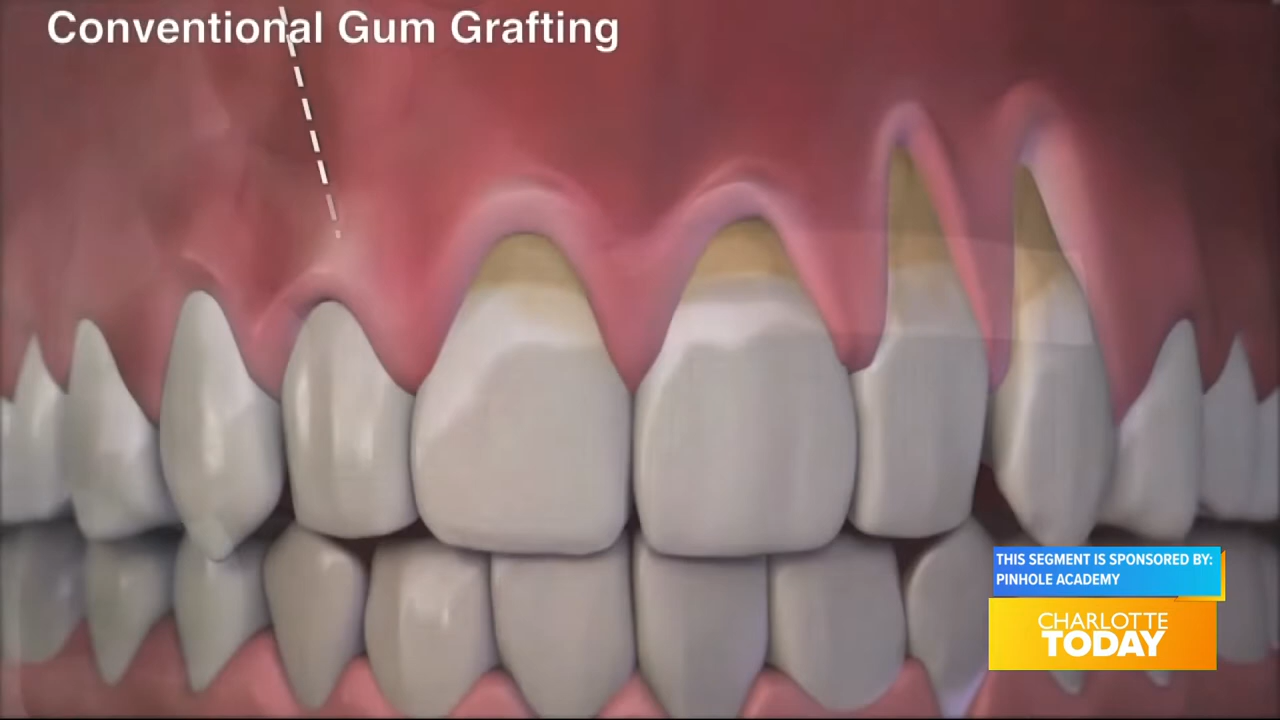 Conventional Gum Grafting
THIS SEGMENT IS SPONSORED BY:
PINHOLE ACADEMY
CHARLOTTE
TODAY